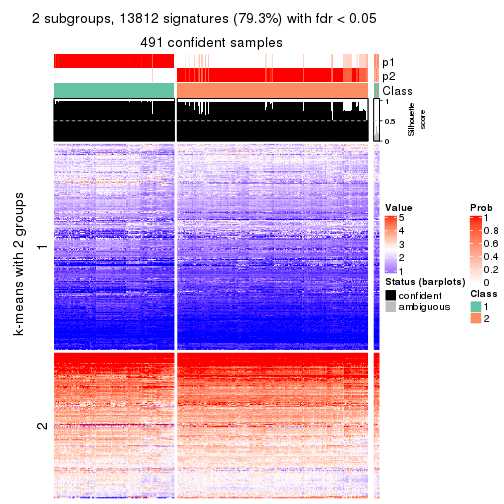 2 subgroups, 13812 signatures (79.3%) with fdr < 0.05
491 confident samples
p1
p2
Class
1
0.5
0
Silhouette
score
k-means with 2 groups
1
2
Value
5
4
3
2
1
Status (barplots)
confident
ambiguous
Prob
1
0.8
0.6
0.4
0.2
0
Class
1
2